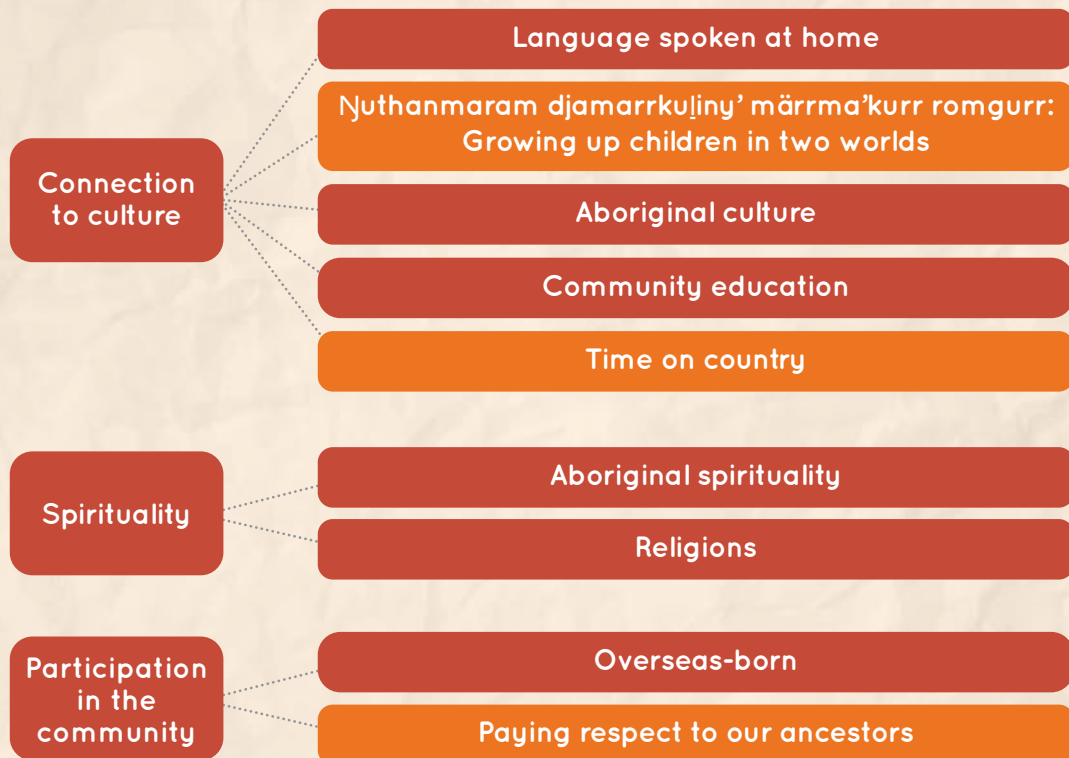 Connection
to culture
Language spoken at home
Ŋuthanmaram djamarrkuḻiny’ märrma’kurr romgurr:
Growing up children in two worlds
Aboriginal culture
Community education
Time on country
Spirituality
Aboriginal spirituality
Religions
Participation
in the
community
Overseas-born
Paying respect to our ancestors